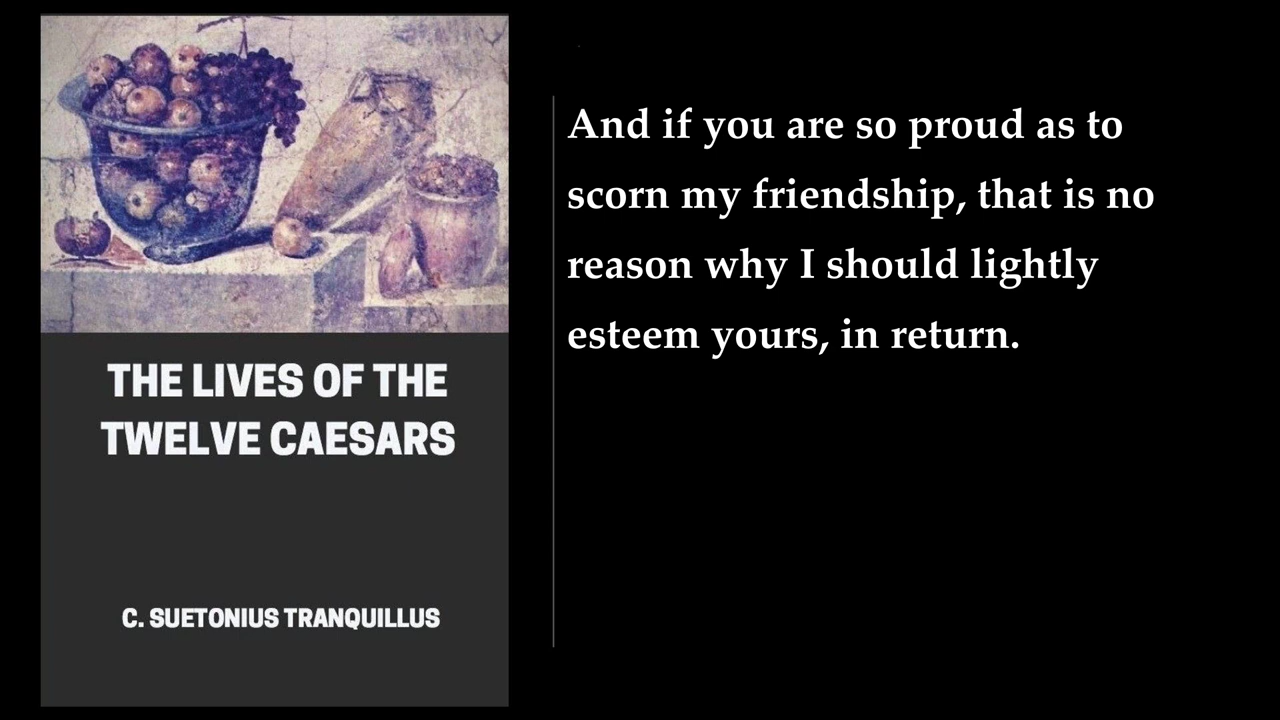 THE LIVES OF THE
TWELVE CAESARS
C. SUETONIUS TRANQUILLUS
And if you are so proud as to
scorn my friendship, that is no
reason why I should lightly
esteem yours, in return.